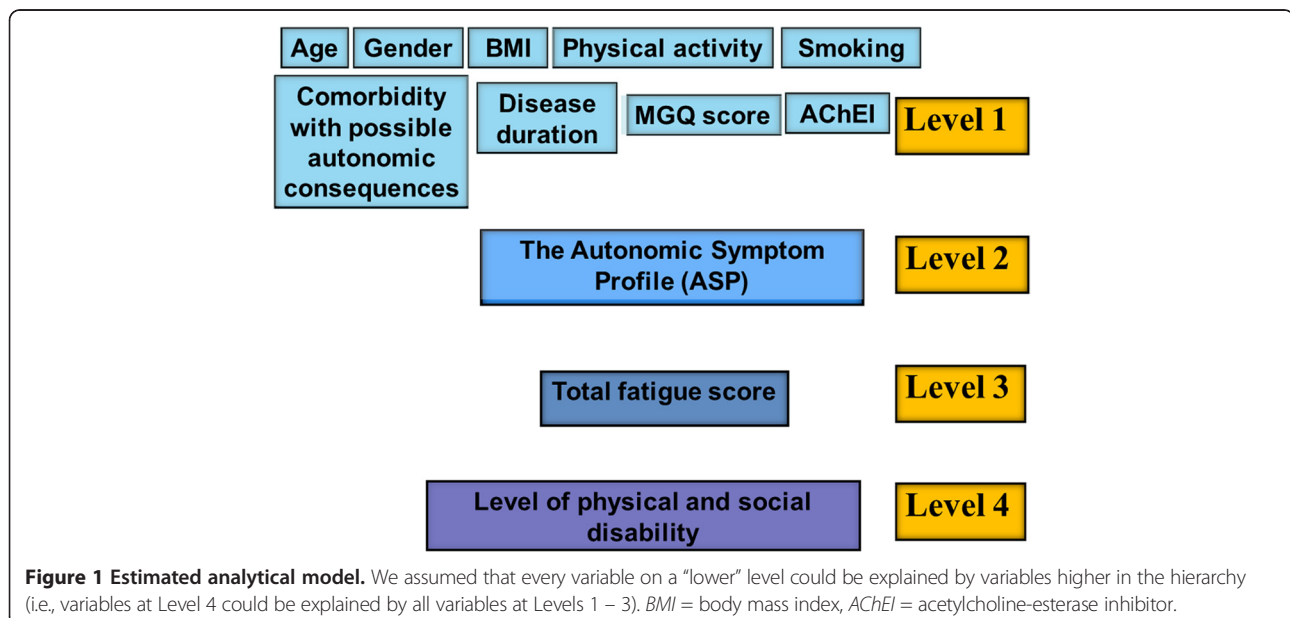 Age Gender BMI Physical activity Smoking
Comorbidity
with possible
autonomic
consequences
Disease
duration
MGQ score
AChEI
Level 1
The Autonomic Symptom
Profile (ASP)
Level 2
Total fatigue score
Level 3
Level of physical and social
disability
Level 4
Figure 1 Estimated analytical model. We assumed that every variable on a “lower” level could be explained by variables higher in the hierarchy
(i.e., variables at Level 4 could be explained by all variables at Levels 1 – 3). BMI = body mass index, AChEI = acetylcholine-esterase inhibitor.